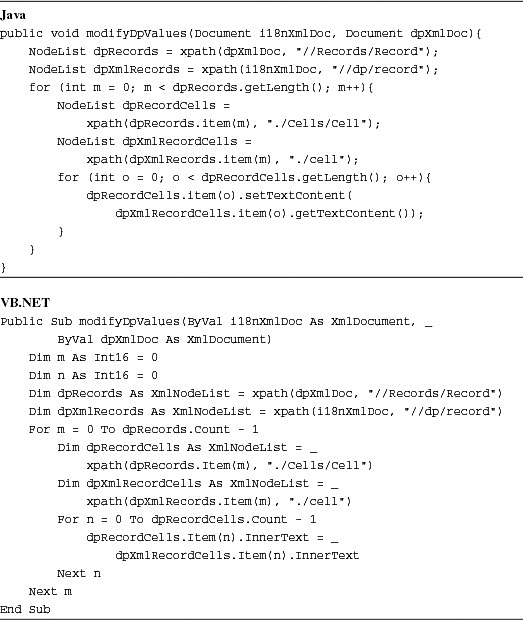 Java
public void modifyDpValues(Document i18nXmlDoc, Document dpXmlDoc){
    NodeList dpRecords = xpath(dpXmlDoc, "//Records/Record");
    NodeList dpXmlRecords = xpath(i18nXmlDoc, "//dp/record");
    for (int m = 0; m < dpRecords.getLength(); m++){
        NodeList dpRecordCells =
            xpath(dpRecords.item(m), "./Cells/Cell");
        NodeList dpXmlRecordCells =
            xpath(dpXmlRecords.item(m), "./cell");
        for (int o = 0; o < dpRecordCells.getLength(); o++){
            dpRecordCells.item(o).setTextContent(
                dpXmlRecordCells.item(o).getTextContent());
        }
    }
}
VB.NET
Public Sub modifyDpValues(ByVal i18nXmlDoc As XmlDocument, _
        ByVal dpXmlDoc As XmlDocument)
    Dim m As Int16 = 0
    Dim n As Int16 = 0
    Dim dpRecords As XmlNodeList = xpath(dpXmlDoc, "//Records/Record")
    Dim dpXmlRecords As XmlNodeList = xpath(i18nXmlDoc, "//dp/record")
    For m = 0 To dpRecords.Count - 1
        Dim dpRecordCells As XmlNodeList = _
            xpath(dpRecords.Item(m), "./Cells/Cell")
        Dim dpXmlRecordCells As XmlNodeList = _
            xpath(dpXmlRecords.Item(m), "./cell")
        For n = 0 To dpRecordCells.Count - 1
            dpRecordCells.Item(n).InnerText = _
                dpXmlRecordCells.Item(n).InnerText
        Next n
    Next m
End Sub